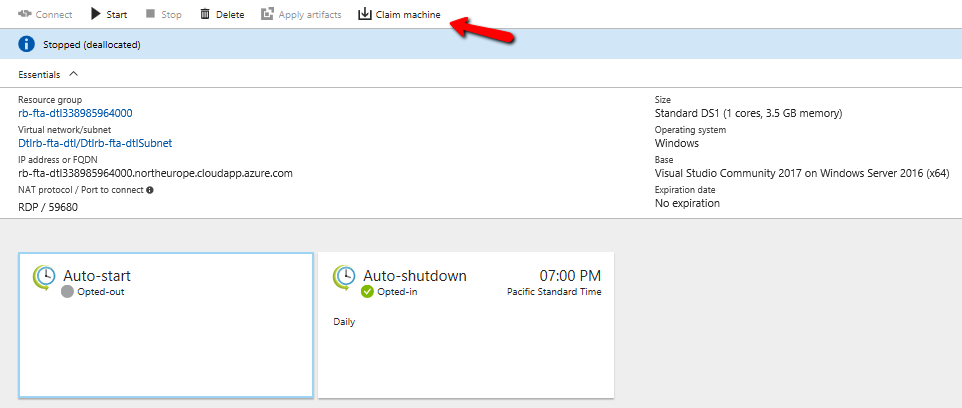 Connect Start Stop Delete Apply artifacts Claim machine
Stopped (deallocated)
Essentials
Resource group
rb-fta-dtl338985964000
Virtual network/subnet
Dtlrb-fta-dtl/Dtlrb-fta-dtlSubnet
IP address or FQDN
rb-fta-dtl338985964000.northeurope.cloudapp.azure.com
NAT protocol / Port to connect
RDP / 59680
Size
Standard DS1 (1 cores, 3.5 GB memory)
Operating system
Windows
Base
Visual Studio Community 2017 on Windows Server 2016 (x64)
Expiration date
No expiration
Auto-start
Opted-out
Auto-shutdown
Opted-in
07:00 PM
Pacific Standard Time
Daily